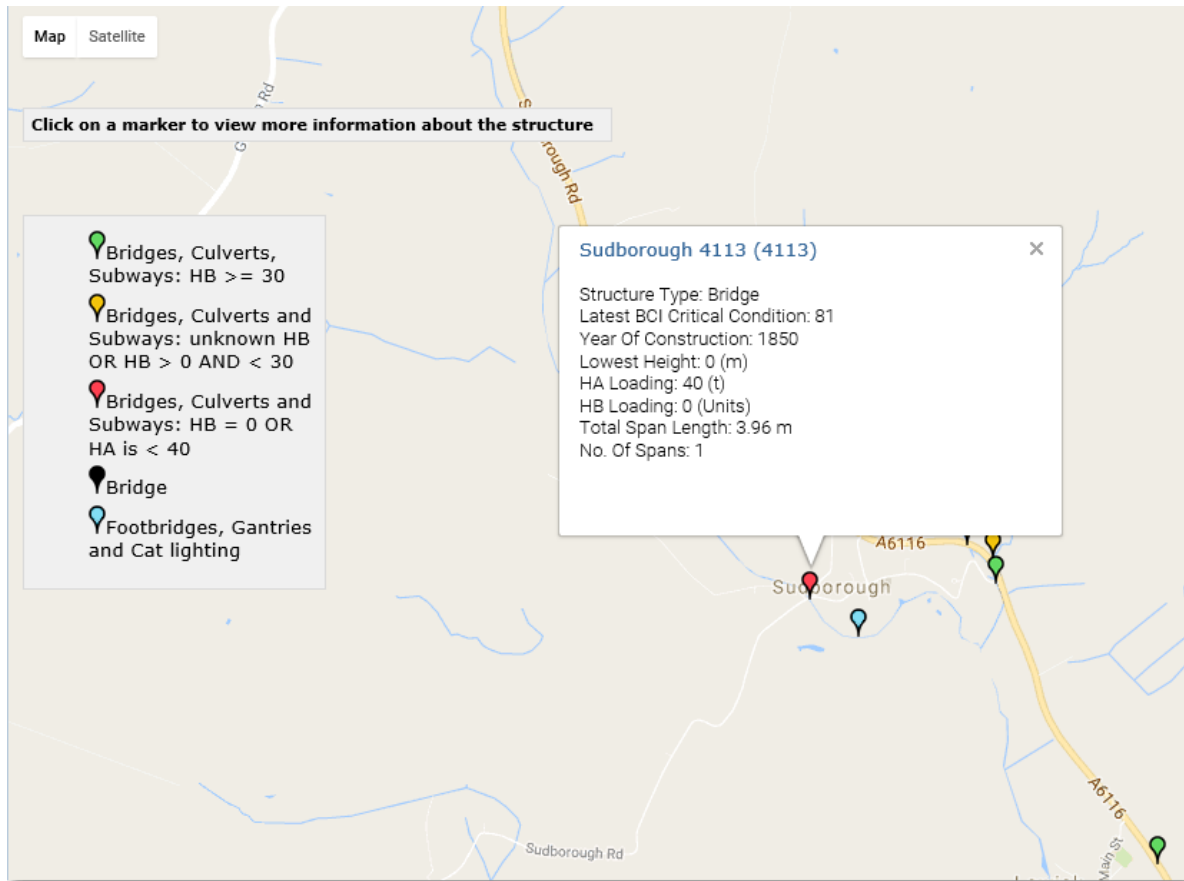 Map Satellite
Click on a marker to view more information about the structure
Bridges, Culverts,
Subways: HB >= 30
Bridges, Culverts and
Subways: unknown HB
OR HB > 0 AND < 30
Bridges, Culverts and
Subways: HB = 0 OR
HA is < 40
Bridge
Footbridges, Gantries
and Cat lighting
Sudborough 4113 (4113)
Structure Type: Bridge
Latest BCI Critical Condition: 81
Year Of Construction: 1850
Lowest Height: 0 (m)
HA Loading: 40 (t)
HB Loading: 0 (Units)
Total Span Length: 3.96 m
No. Of Spans: 1
A6116
Sudborough
A6116
Sudborough Rd
Main St